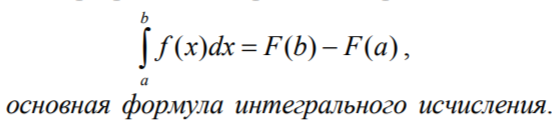 ∫_a^b f(x)dx = F(b) − F(a),
основная формула интегрального исчисления.